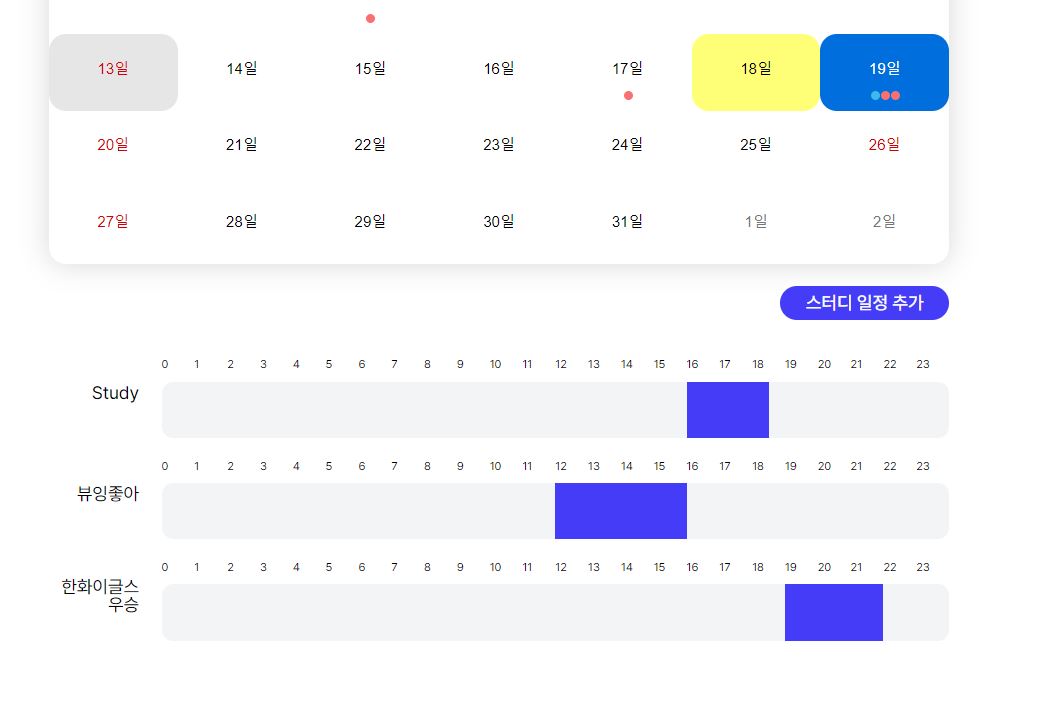 13일 14일 15일 16일 17일 18일 19일
20일 21일 22일 23일 24일 25일 26일
27일 28일 29일 30일 31일 1일 2일
스터디 일정 추가
0 1 2 3 4 5 6 7 8 9 10 11 12 13 14 15 16 17 18 19 20 21 22 23
Study
0 1 2 3 4 5 6 7 8 9 10 11 12 13 14 15 16 17 18 19 20 21 22 23
뷰잉좋아
0 1 2 3 4 5 6 7 8 9 10 11 12 13 14 15 16 17 18 19 20 21 22 23
한화이글스
우승